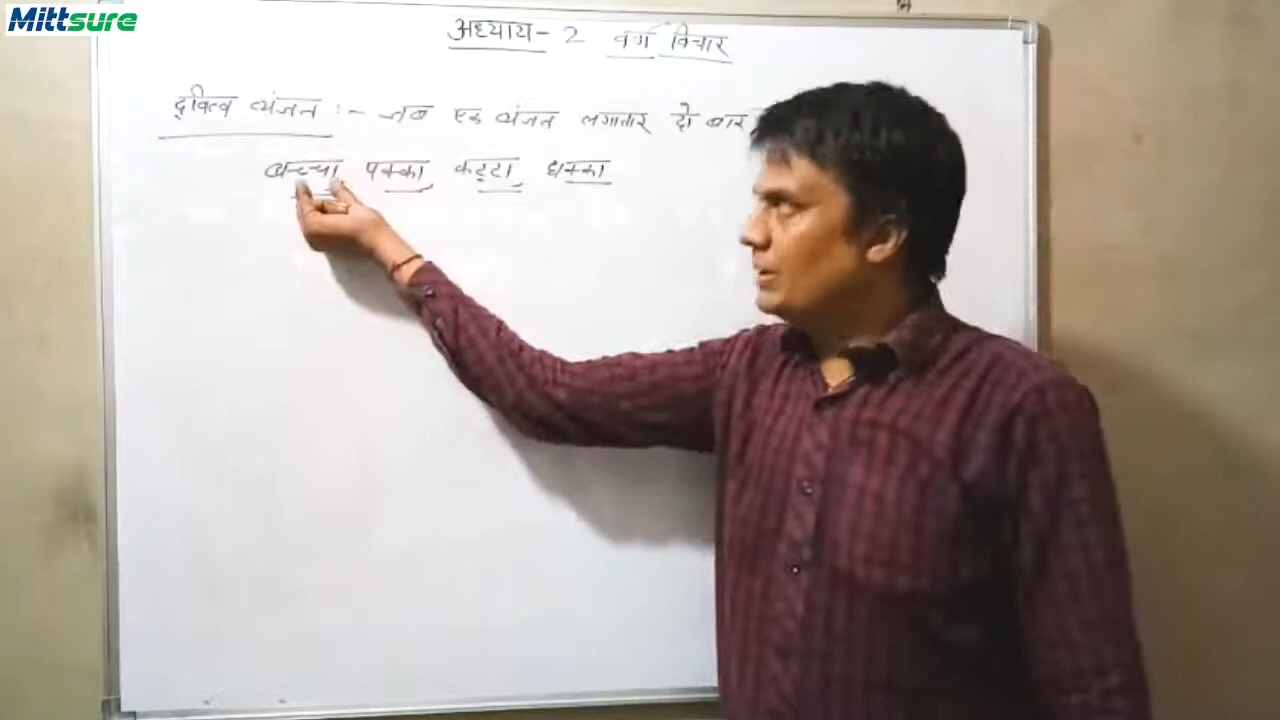 Mittsure
अध्याय- 2 वर्ण विचार
द्वित्व व्यंजन :- जब एक व्यंजन लगातार दो बार
बच्चा पक्का कट्टा धक्का